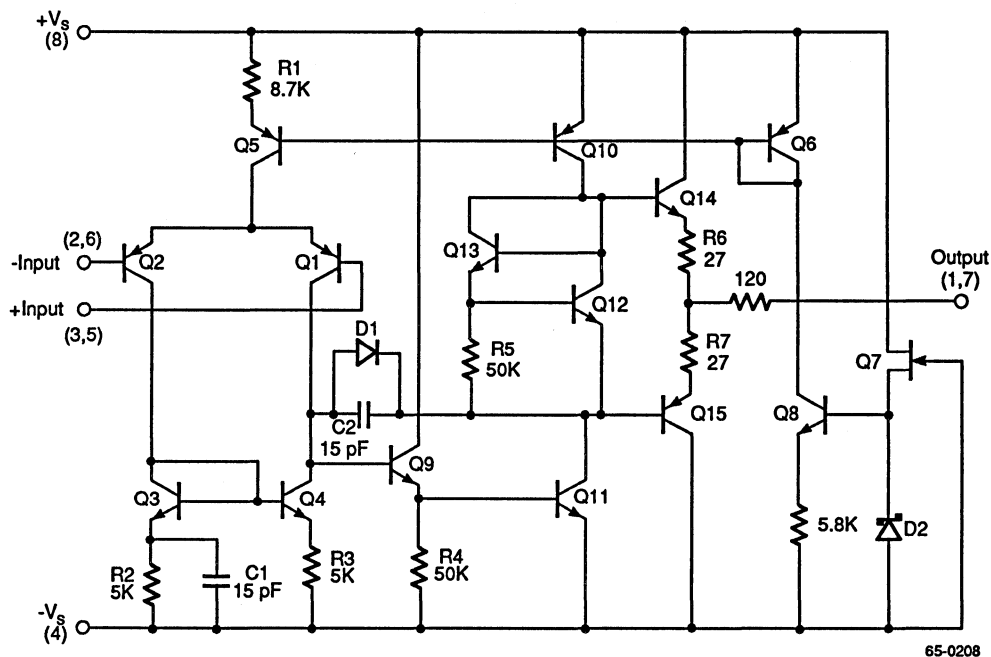 +Vs
(8)
R1
8.7K
Q5
Q10
Q6
Q14
(2,6)
-Input
Q2
Q1
Q13
R6
27
120
Output
(1,7)
+Input
(3,5)
Q12
D1
R5
50K
R7
27
Q7
C2
15 pF
Q15
Q8
Q9
Q3
Q4
Q11
5.8K
D2
R2
5K
C1
15 pF
R3
5K
R4
50K
-Vs
(4)
65-0208